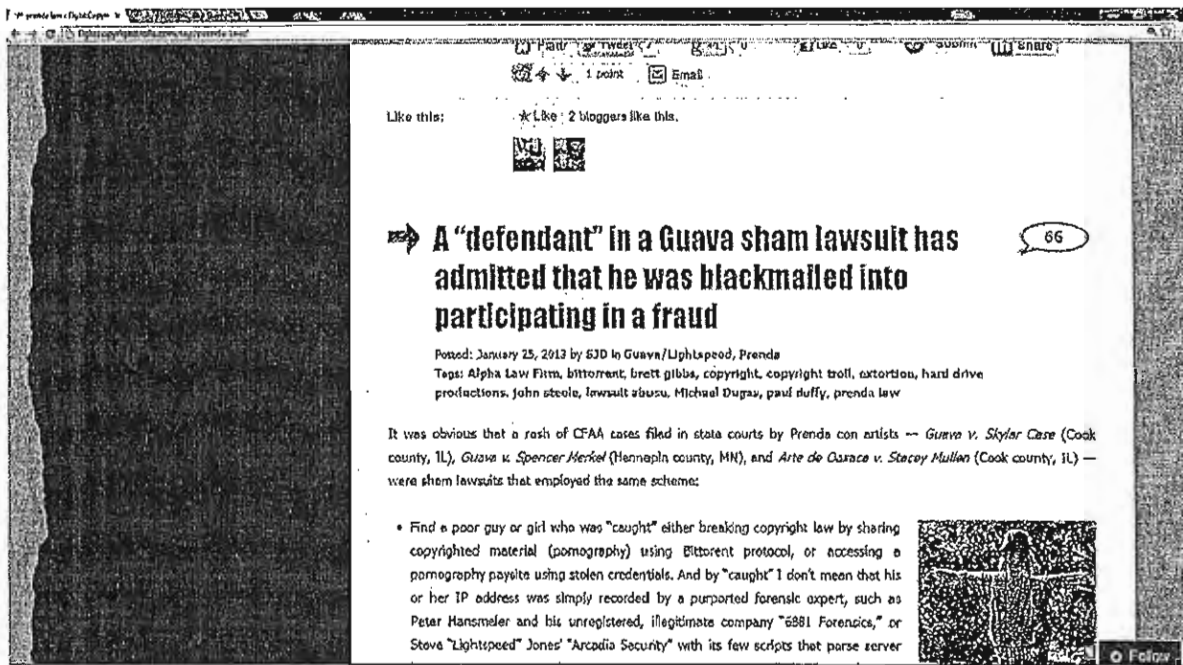 Tweet
Submit
Share
1 point Email
Like this:
Like 2 bloggers like this.
A "defendant" in a Guava sham lawsuit has
66
admitted that he was blackmailed into
participating in a fraud
Posted: January 25, 2013 by SJD in Guava/Lightspeed, Prenda
Tags: Alpha Law Firm, bittorrent, brett gibbs, copyright, copyright troll, extortion, hard drive
productions, john steele, lawsuit abuse, Michael Dugas, paul duffy, prenda law
It was obvious that a rash of CFAA cases filed in state courts by Prenda con artists — Guava v. Skylar Case (Cook
county, IL), Guava v. Spencer Merkel (Hennepin county, MN), and Arte de Oaxaca v. Stacey Mullen (Cook county, IL) —
were sham lawsuits that employed the same scheme:
• Find a poor guy or girl who was "caught" either breaking copyright law by sharing
copyrighted material (pornography) using Bittorent protocol, or accessing a
pornography paysite using stolen credentials. And by "caught" I don't mean that his
or her IP address was simply recorded by a purported forensic expert, such as
Peter Hansmeier and his unregistered, illegitimate company "6881 Forensics," or
Steve "Lightspeed" Jones' "Arcadia Security" with its few scripts that parse server
Follow